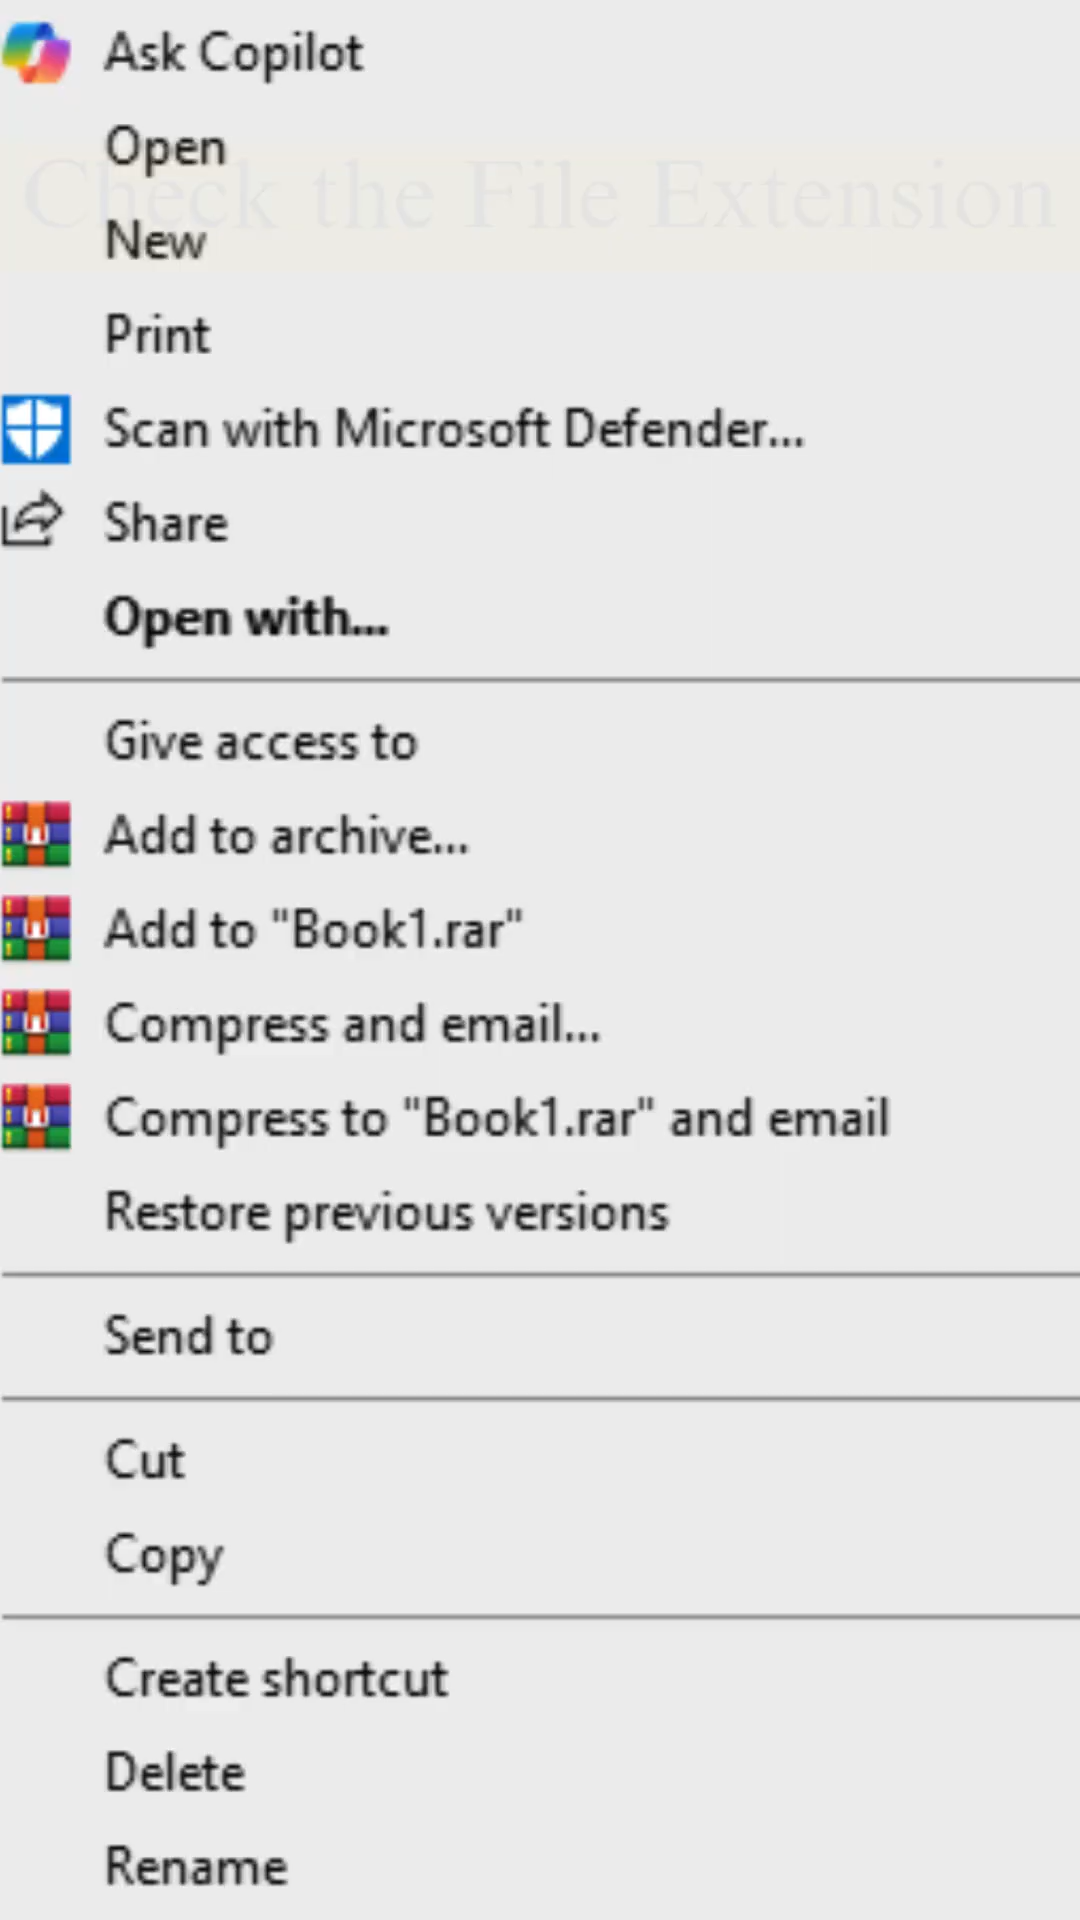 Ask Copilot
Open
Check the File Extension
New
Print
Scan with Microsoft Defender...
Share
Open with...
Give access to
Add to archive...
Add to "Book1.rar"
Compress and email...
Compress to "Book1.rar" and email
Restore previous versions
Send to
Cut
Copy
Create shortcut
Delete
Rename